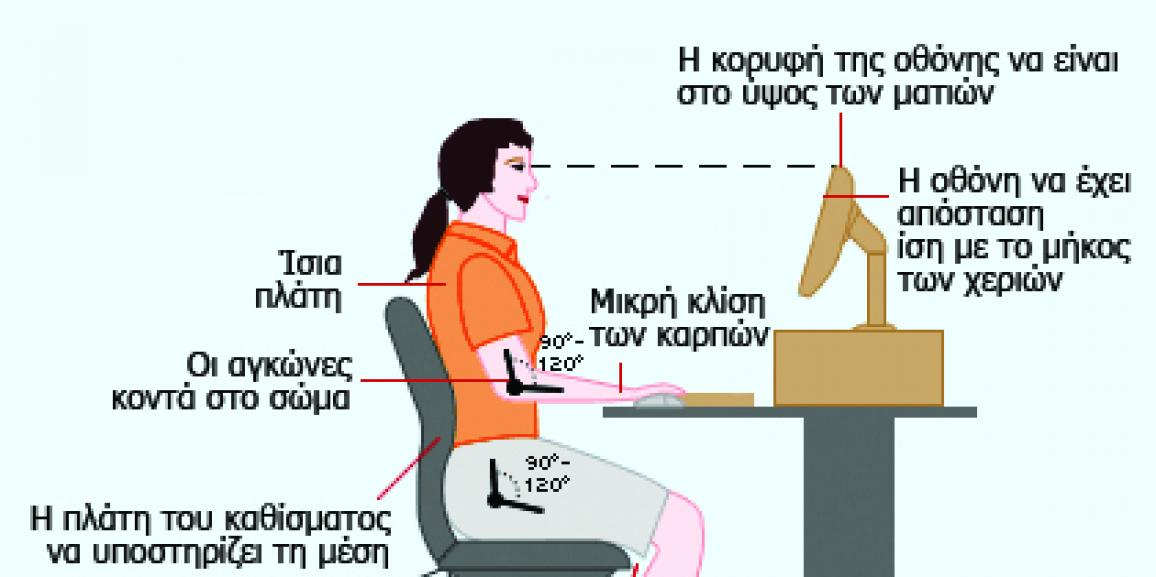 Η κορυφή της οθόνης να είναι
στο ύψος των ματιών
Η οθόνη να έχει
απόσταση
ίση με το μήκος
των χεριών
Ίσια
πλάτη
Μικρή κλίση
των καρπών
90°-
120°
Οι αγκώνες
κοντά στο σώμα
90°-
120°
Η πλάτη του καθίσματος
να υποστηρίζει τη μέση